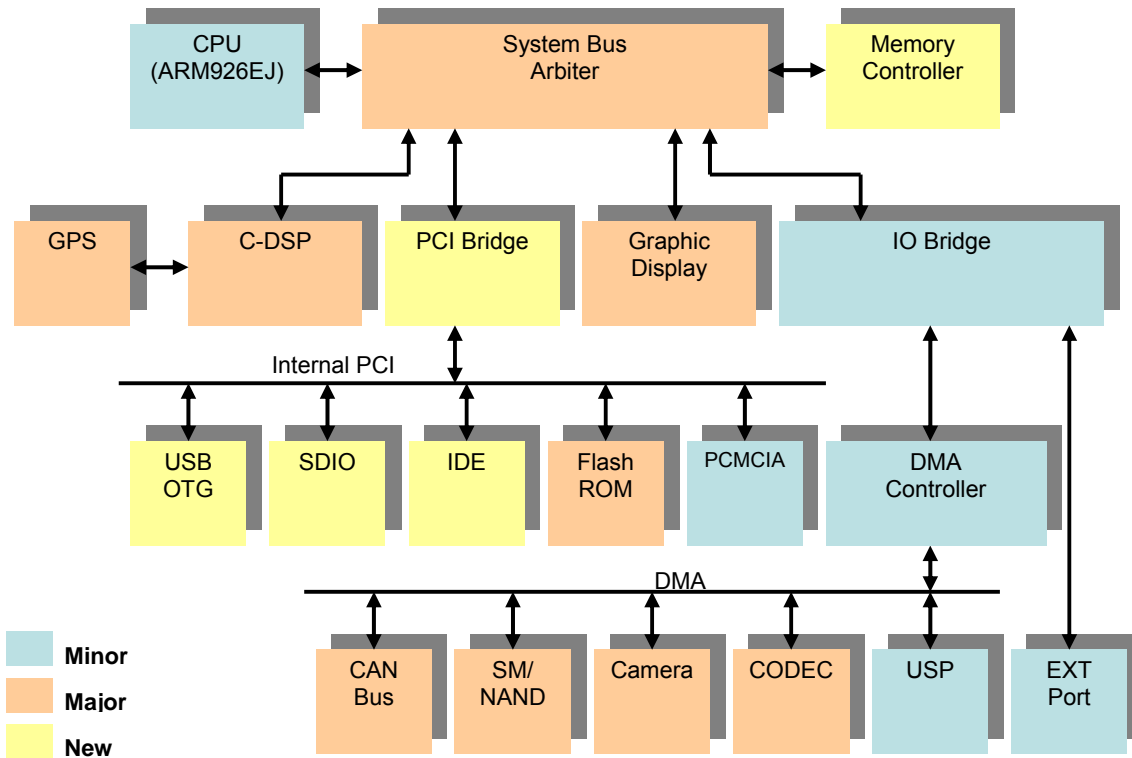 CPU
(ARM926EJ)
System Bus
Arbiter
Memory
Controller
GPS
C-DSP
PCI Bridge
Graphic
Display
IO Bridge
Internal PCI
USB
OTG
SDIO
IDE
Flash
ROM
PCMCIA
DMA
Controller
DMA
CAN
Bus
SM/
NAND
Camera
CODEC
USP
EXT
Port
Minor
Major
New